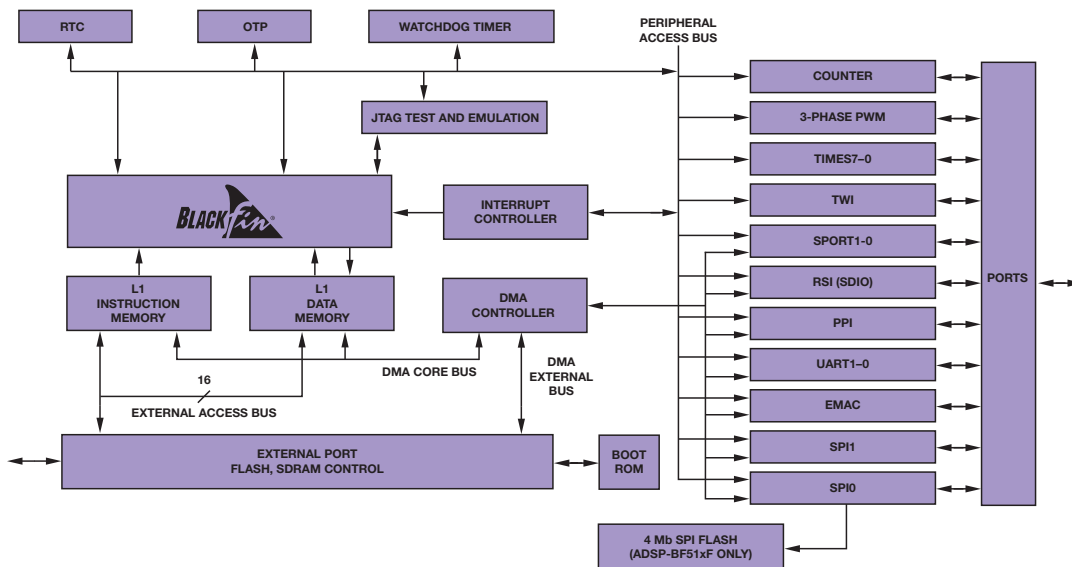 RTC
OTP
WATCHDOG TIMER
PERIPHERAL
ACCESS BUS
COUNTER
3-PHASE PWM
JTAG TEST AND EMULATION
TIMES7–0
BLACKfin®
INTERRUPT
CONTROLLER
TWI
SPORT1-0
L1
INSTRUCTION
MEMORY
L1
DATA
MEMORY
DMA
CONTROLLER
RSI (SDIO)
PORTS
PPI
DMA CORE BUS
DMA
EXTERNAL
BUS
UART1–0
16
EXTERNAL ACCESS BUS
EMAC
EXTERNAL PORT
FLASH, SDRAM CONTROL
BOOT
ROM
SPI1
SPI0
4 Mb SPI FLASH
(ADSP-BF51xF ONLY)